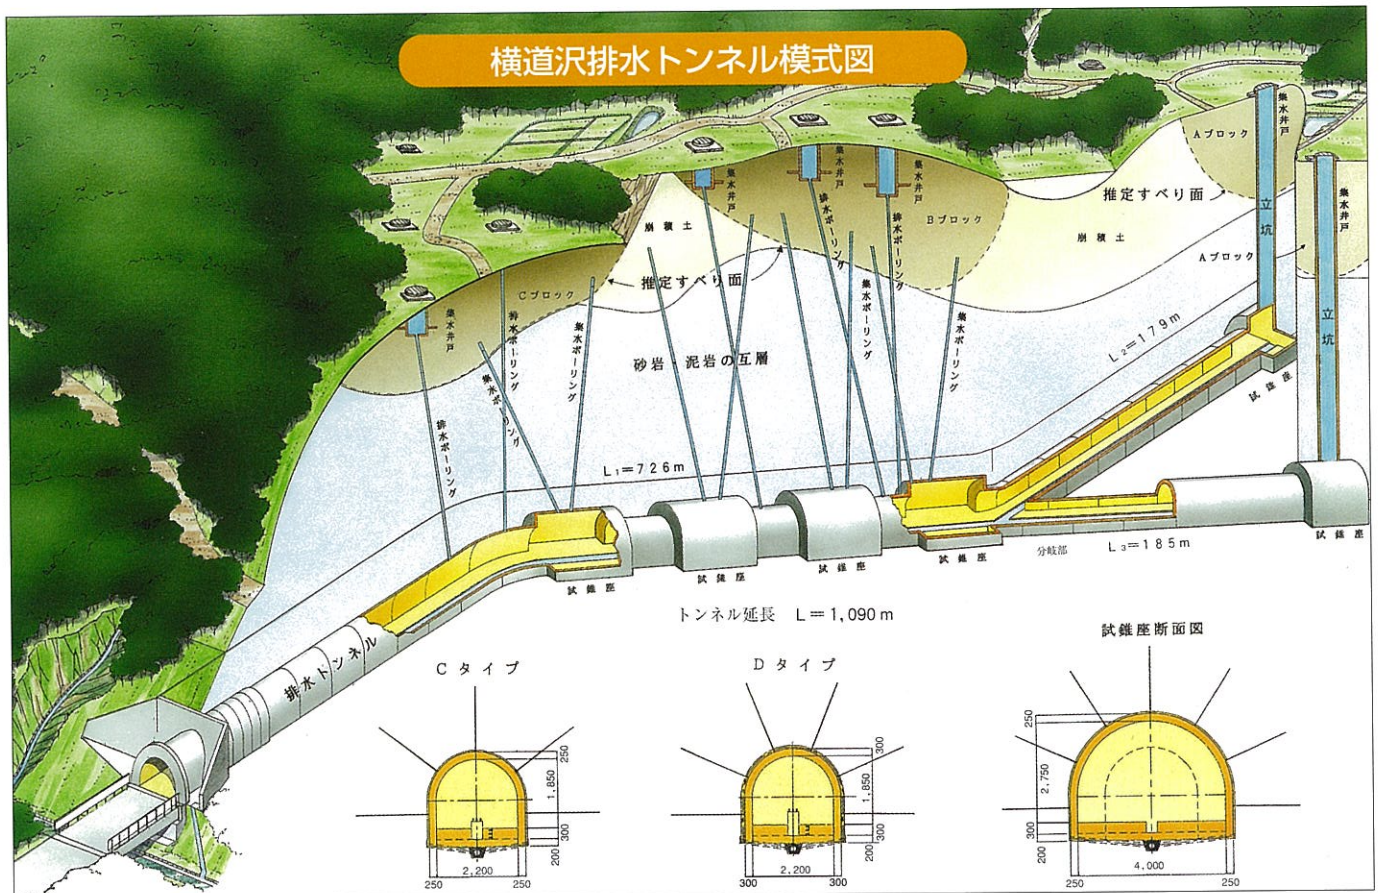 横道沢排水トンネル模式図
Aブロック
集水井戸
集水井戸
推定すべり面
立坑
Aブロック
立坑
崩積土
集水井戸
集水井戸
集水井戸
Bブロック
崩積土
排水ボーリング
排水ボーリング
推定すべり面
Cブロック
集水井戸
排水ボーリング
集水ボーリング
集水ボーリング
排水ボーリング
砂岩・泥岩の互層
集水ボーリング
集水ボーリング
L₂=179m
L₁=726m
試錐座
試錐座
試錐座
試錐座
試錐座
試錐座
分岐部
L₃=185m
トンネル延長 L=1,090m
排水トンネル
Cタイプ
250
1,850
300
200
2,200
250
250
Dタイプ
300
1,850
300
200
2,200
300
300
試錐座断面図
250
2,750
300
200
4,000
250
250